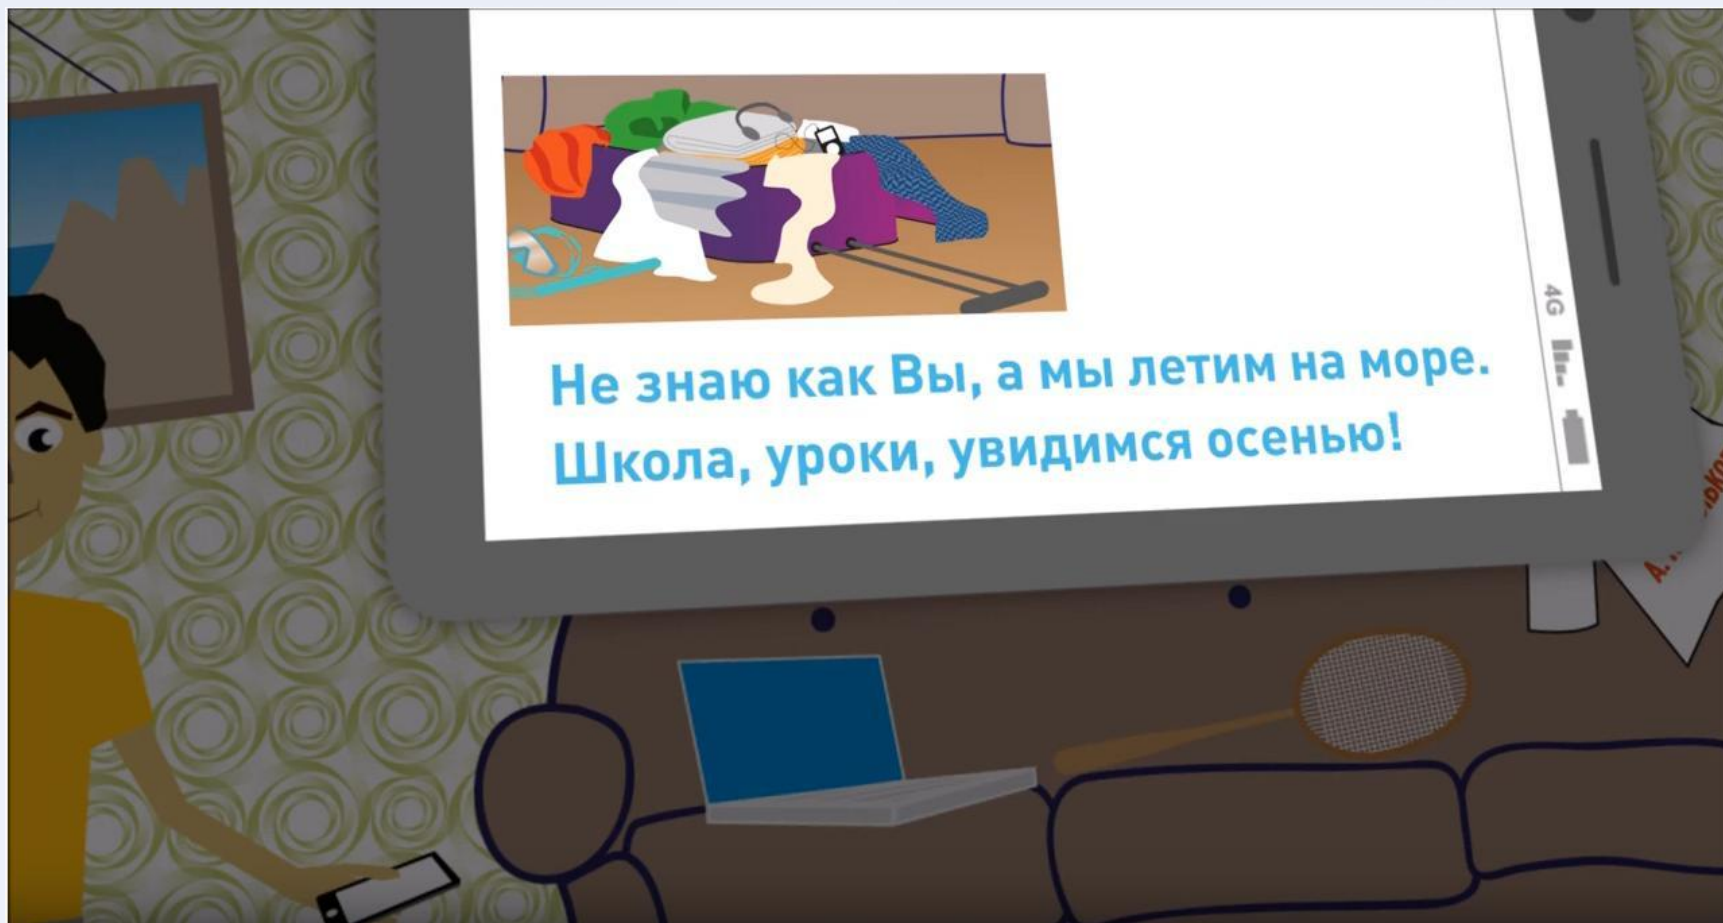 Не знаю как Вы, а мы летим на море.
Школа, уроки, увидимся осенью!
4G